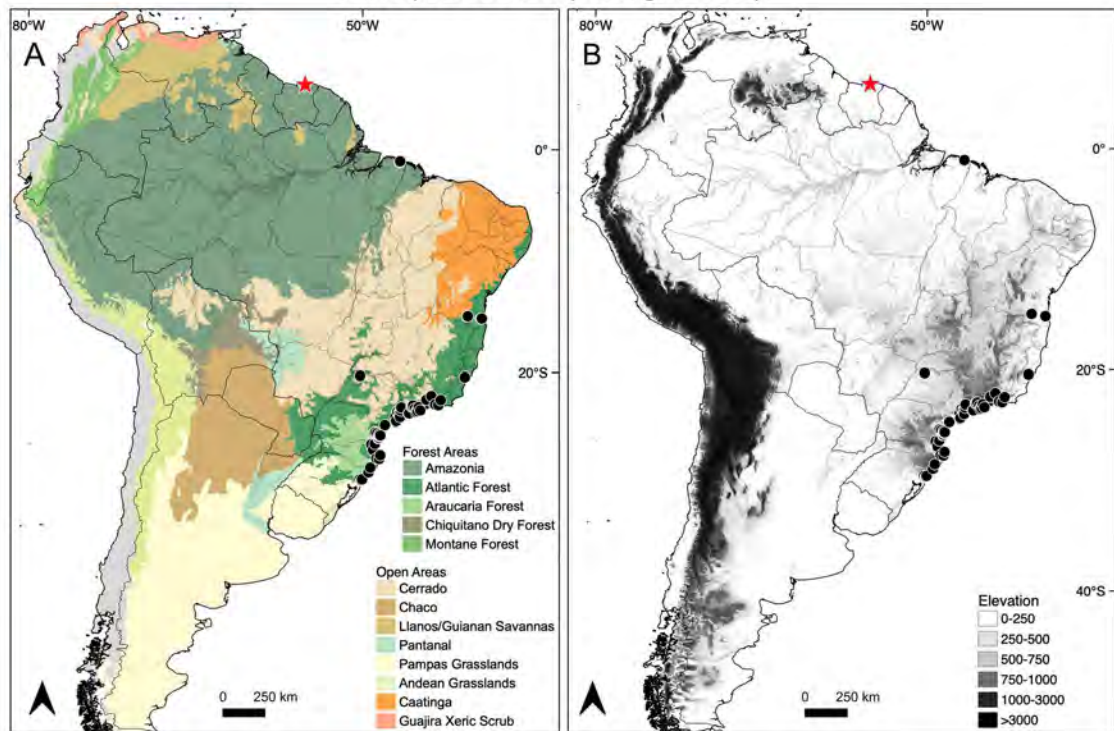 80°W
50°W
A
0°
20°S
Forest Areas
Amazonia
Atlantic Forest
Araucaria Forest
Chiquitano Dry Forest
Montane Forest
Open Areas
Cerrado
Chaco
Llanos/Guianan Savannas
Pantanal
Pampas Grasslands
Andean Grasslands
Caatinga
Guajira Xeric Scrub
0 250 km
80°W
50°W
B
0°
20°S
40°S
Elevation
0-250
250-500
500-750
750-1000
1000-3000
>3000
0 250 km